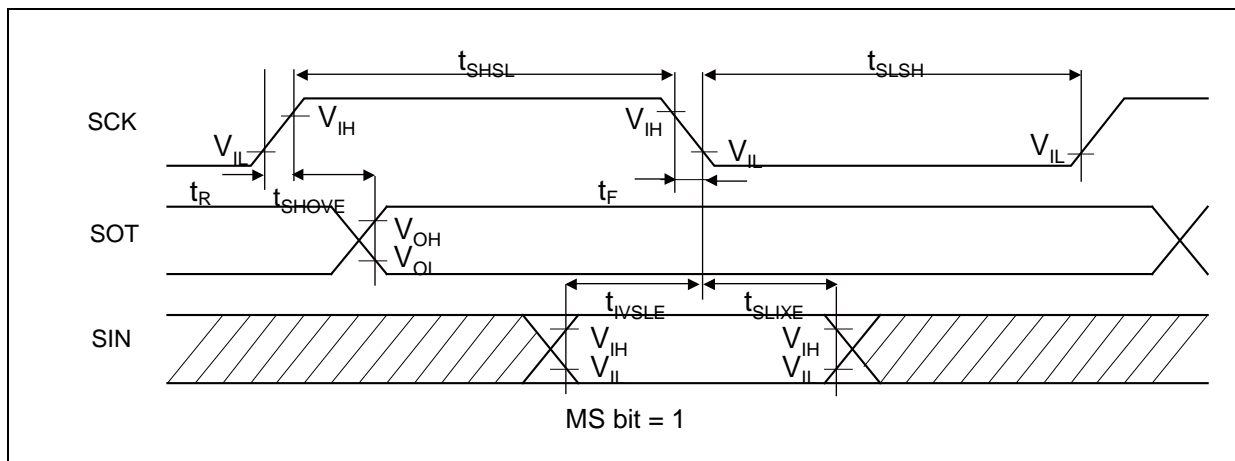 tSHSL
tSLSH
SCK
VIH
VIH
VIL
VIL
VIL
tR
tSHOVE
tF
SOT
VOH
VOL
tIVSLE
tSLIXE
SIN
VIH
VIH
VIL
VIL
MS bit = 1